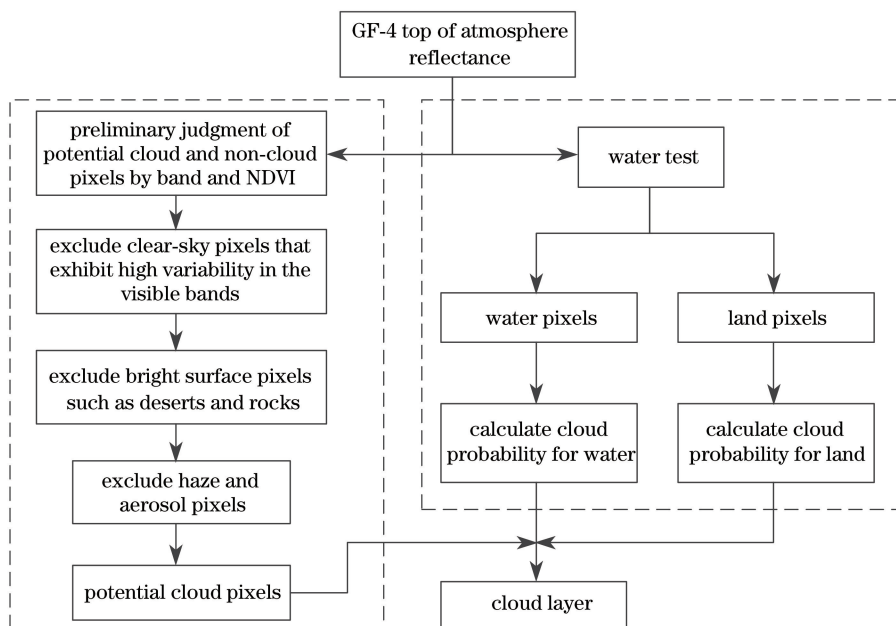 GF-4 top of atmosphere
reflectance
preliminary judgment of
potential cloud and non-cloud
pixels by band and NDVI
exclude clear-sky pixels that
exhibit high variability in the
visible bands
exclude bright surface pixels
such as deserts and rocks
exclude haze and
aerosol pixels
potential cloud pixels
water test
water pixels
land pixels
calculate cloud
probability for water
calculate cloud
probability for land
cloud layer